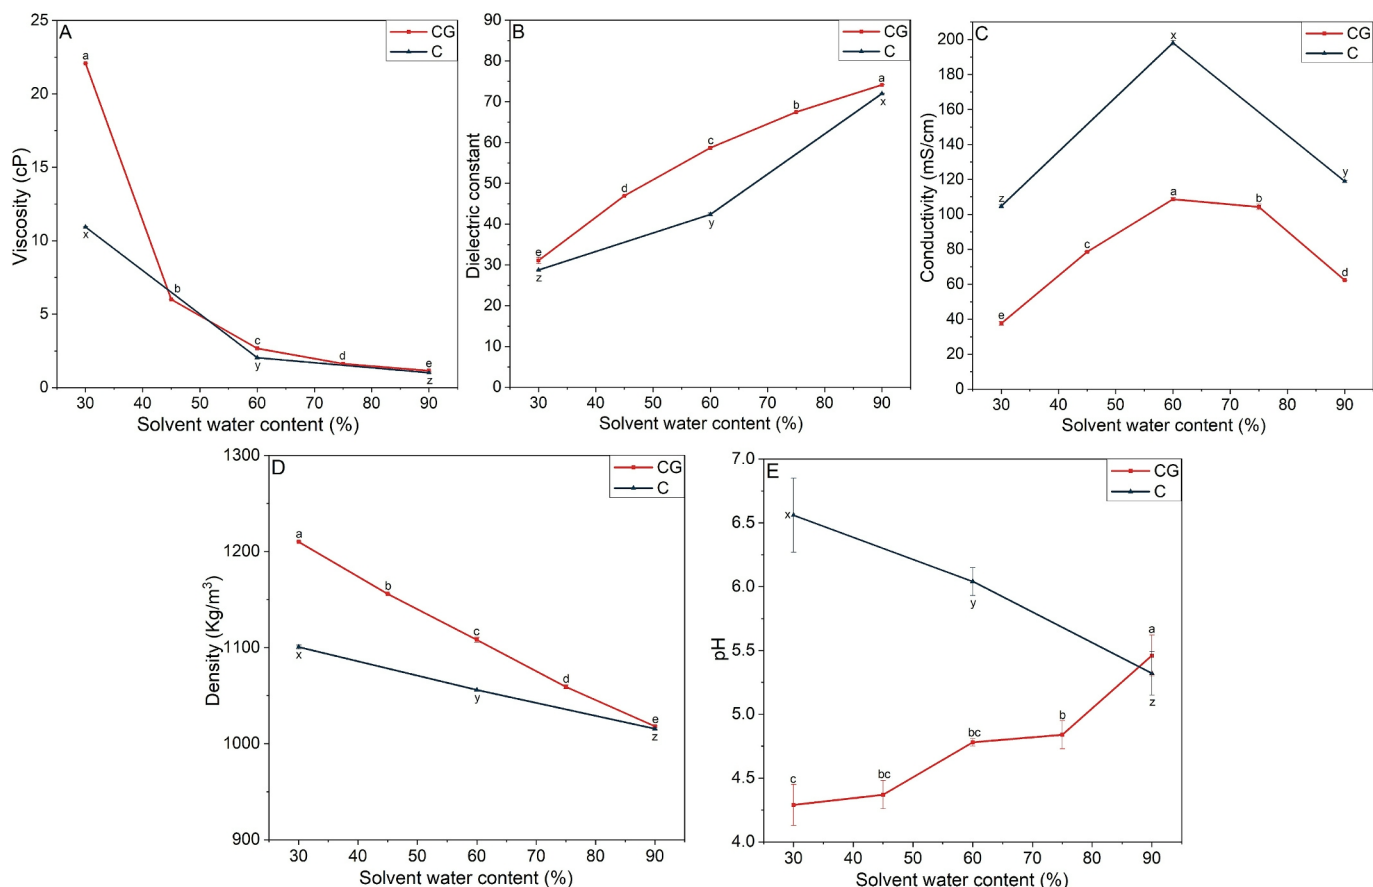 A
CG
C
25
20
15
10
5
0
Viscosity (cP)
a
x
b
c
y
d
e
z
30 40 50 60 70 80 90
Solvent water content (%)
B
CG
C
90
80
70
60
50
40
30
20
10
0
Dielectric constant
e
z
d
c
y
b
a
x
30 40 50 60 70 80 90
Solvent water content (%)
C
CG
C
200
180
160
140
120
100
80
60
40
20
0
Conductivity (mS/cm)
z
e
c
x
a
b
y
d
30 40 50 60 70 80 90
Solvent water content (%)
D
CG
C
1300
1200
1100
1000
900
Density (Kg/m³)
a
x
b
c
y
d
e
z
30 40 50 60 70 80 90
Solvent water content (%)
E
CG
C
7.0
6.5
6.0
5.5
5.0
4.5
4.0
pH
x
c
bc
y
bc
b
a
z
30 40 50 60 70 80 90
Solvent water content (%)